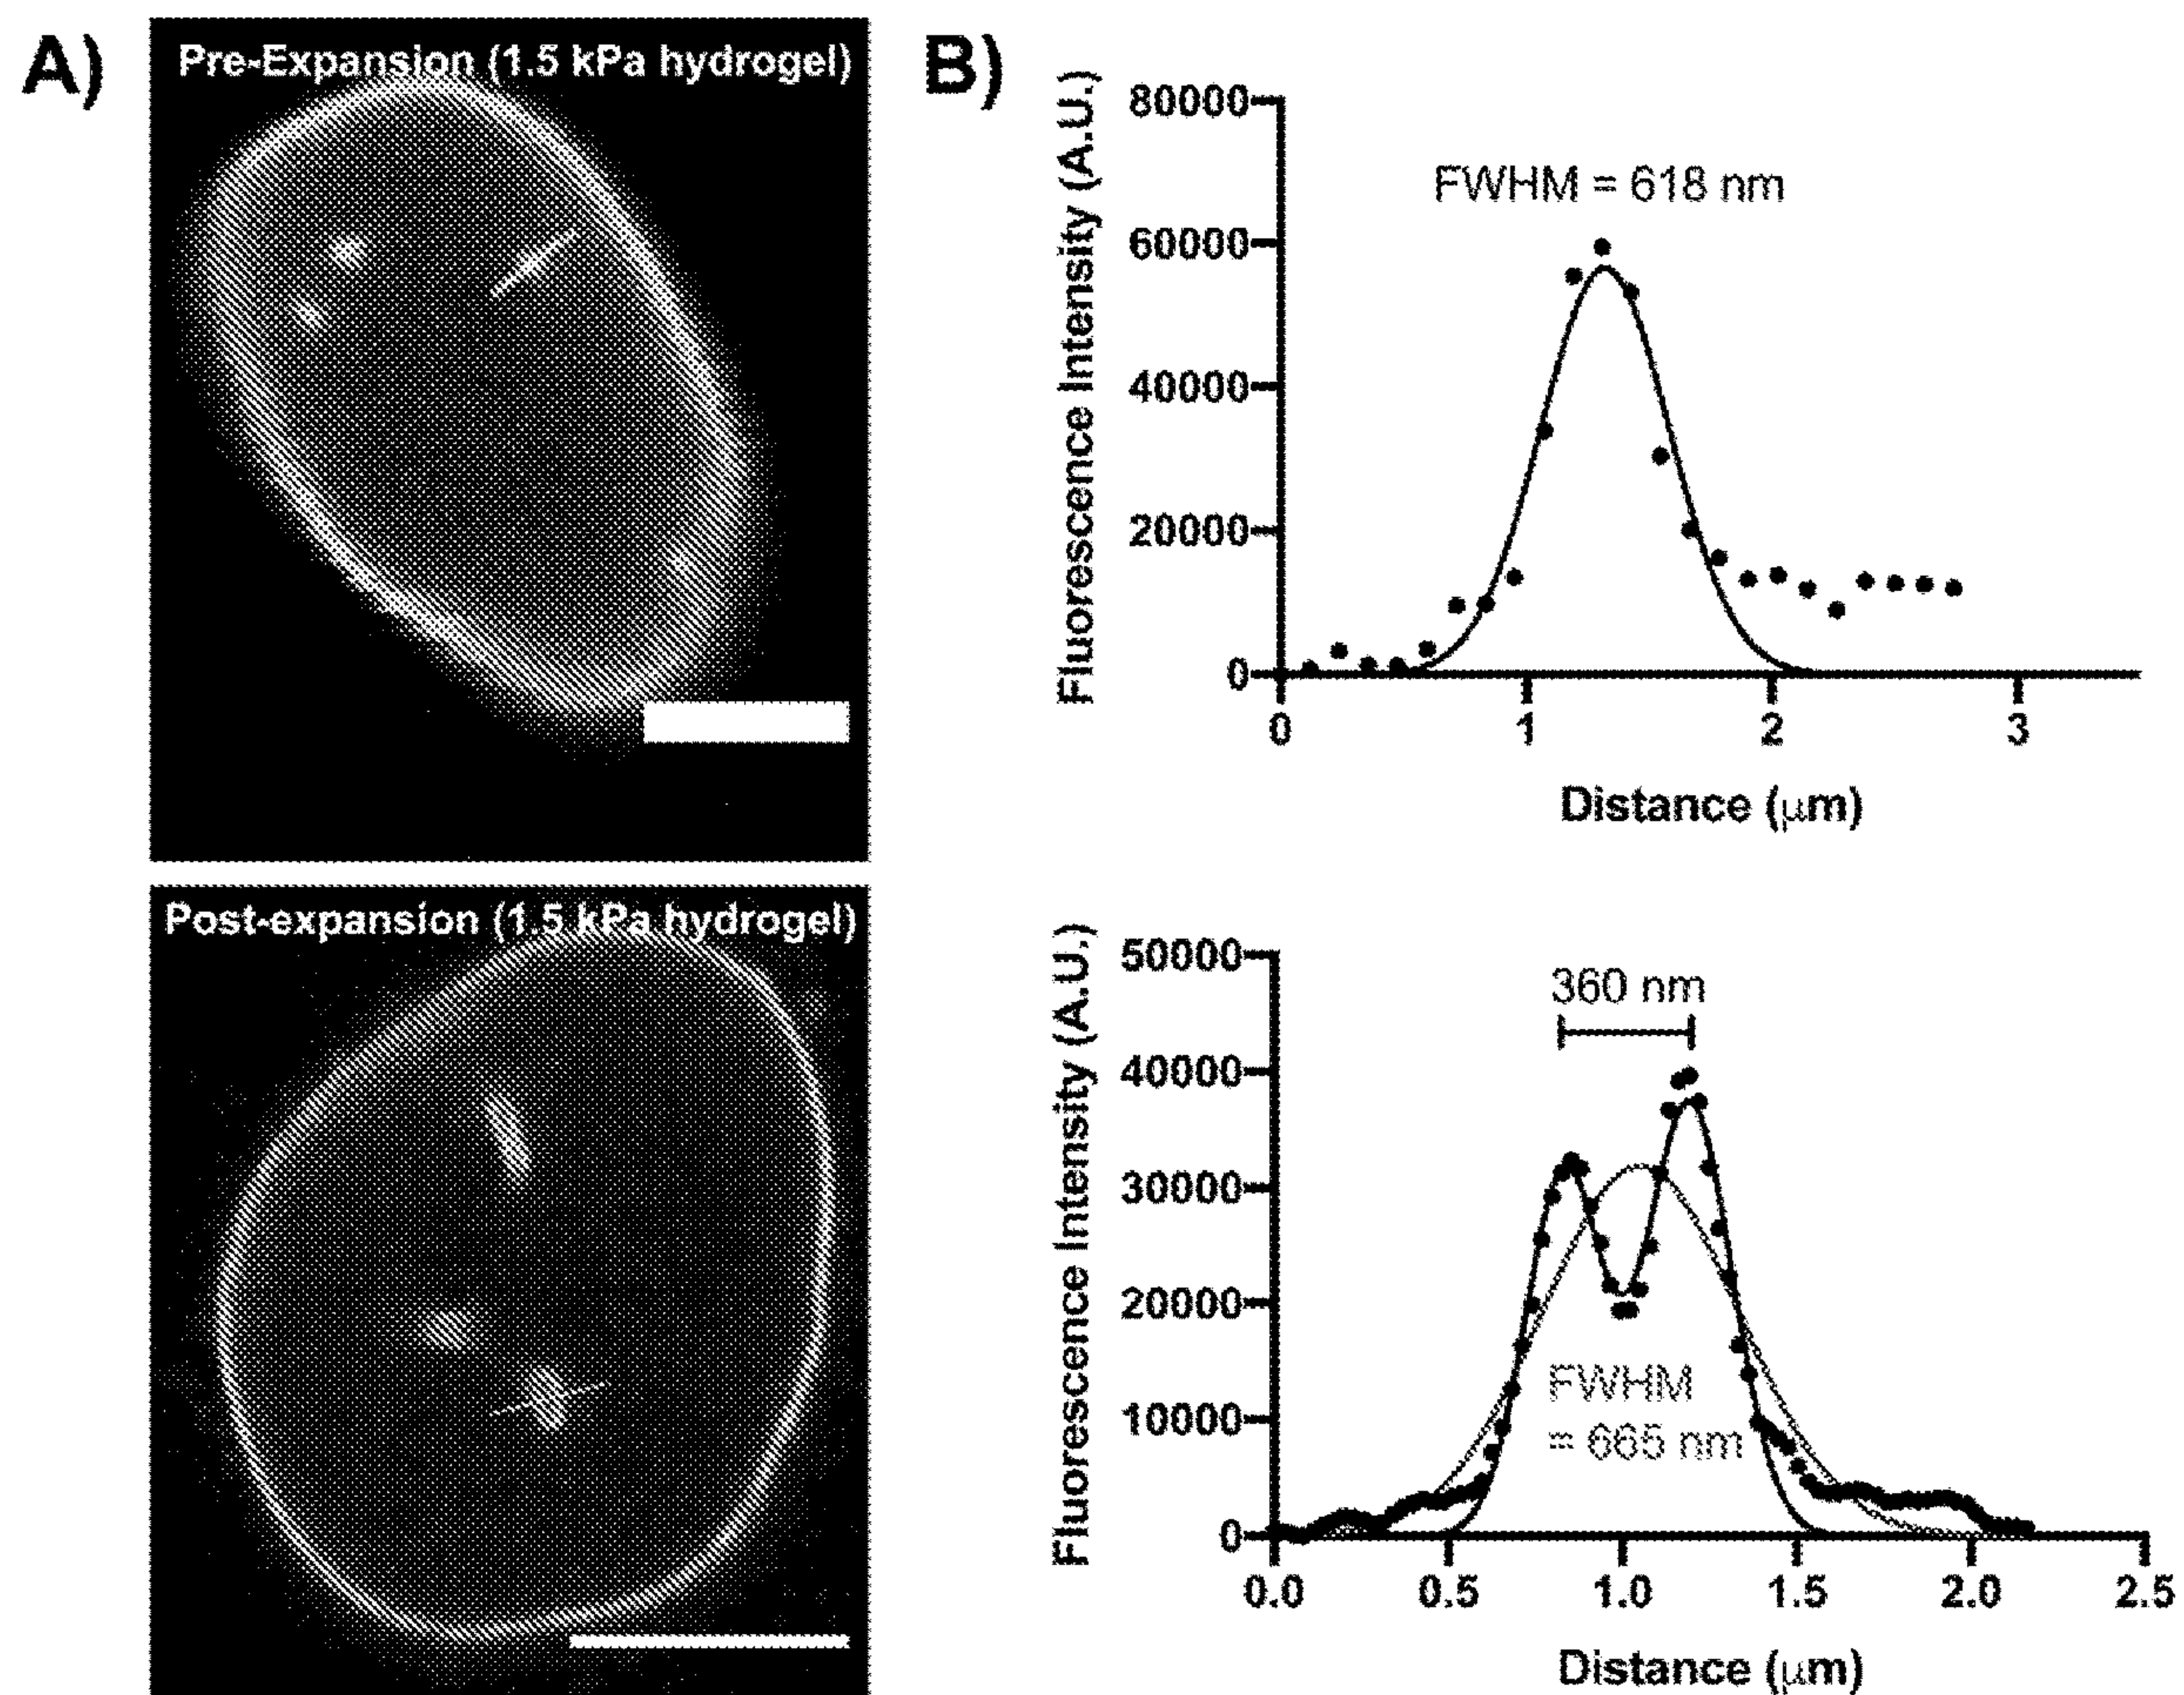 A)
Pre-Expansion (1.5 kPa hydrogel)
Post-expansion (1.5 kPa hydrogel)
B)
Fluorescence Intensity (A.U.)
80000
60000
40000
20000
0
FWHM = 618 nm
0 1 2 3
Distance (μm)
Fluorescence Intensity (A.U.)
50000
40000
30000
20000
10000
0
360 nm
FWHM
= 665 nm
0.0 0.5 1.0 1.5 2.0 2.5
Distance (μm)